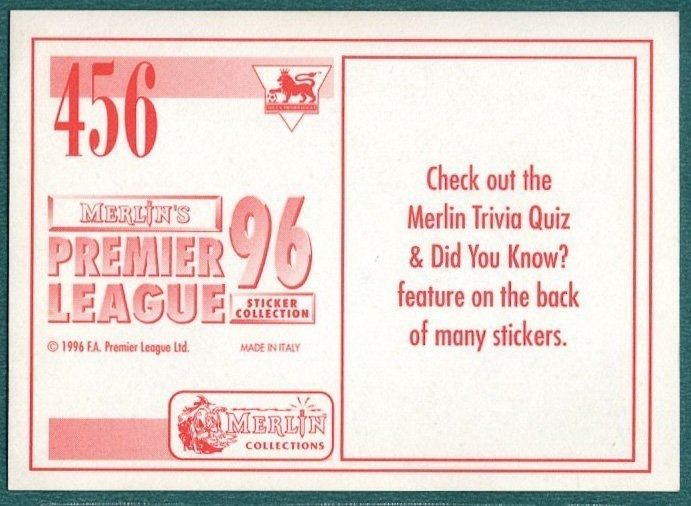 456
MERLIN'S
PREMIER
LEAGUE
96
STICKER
COLLECTION
© 1996 F.A. Premier League Ltd.
MADE IN ITALY
MERLIN
COLLECTIONS
Check out the
Merlin Trivia Quiz
& Did You Know?
feature on the back
of many stickers.